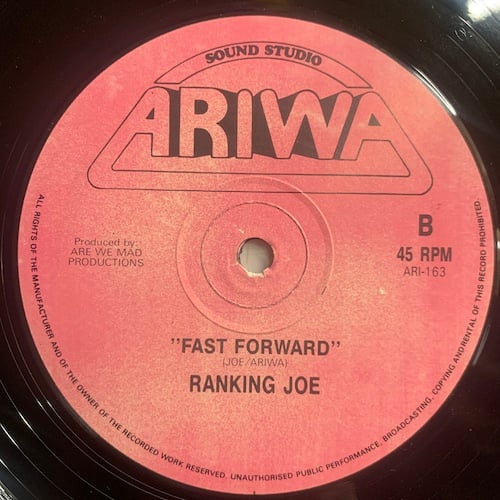 SOUND STUDIO
ARIWA
Produced by:
ARE WE MAD
PRODUCTIONS
B
45 RPM
ARI-163
"FAST FORWARD"
(JOE/ARIWA)
RANKING JOE
ALL RIGHTS OF THE MANUFACTURER AND OF THE OWNER OF THE RECORDED WORK RESERVED. UNAUTHORISED PUBLIC PERFORMANCE, BROADCASTING, COPYING AND RENTAL OF THIS RECORD PROHIBITED.